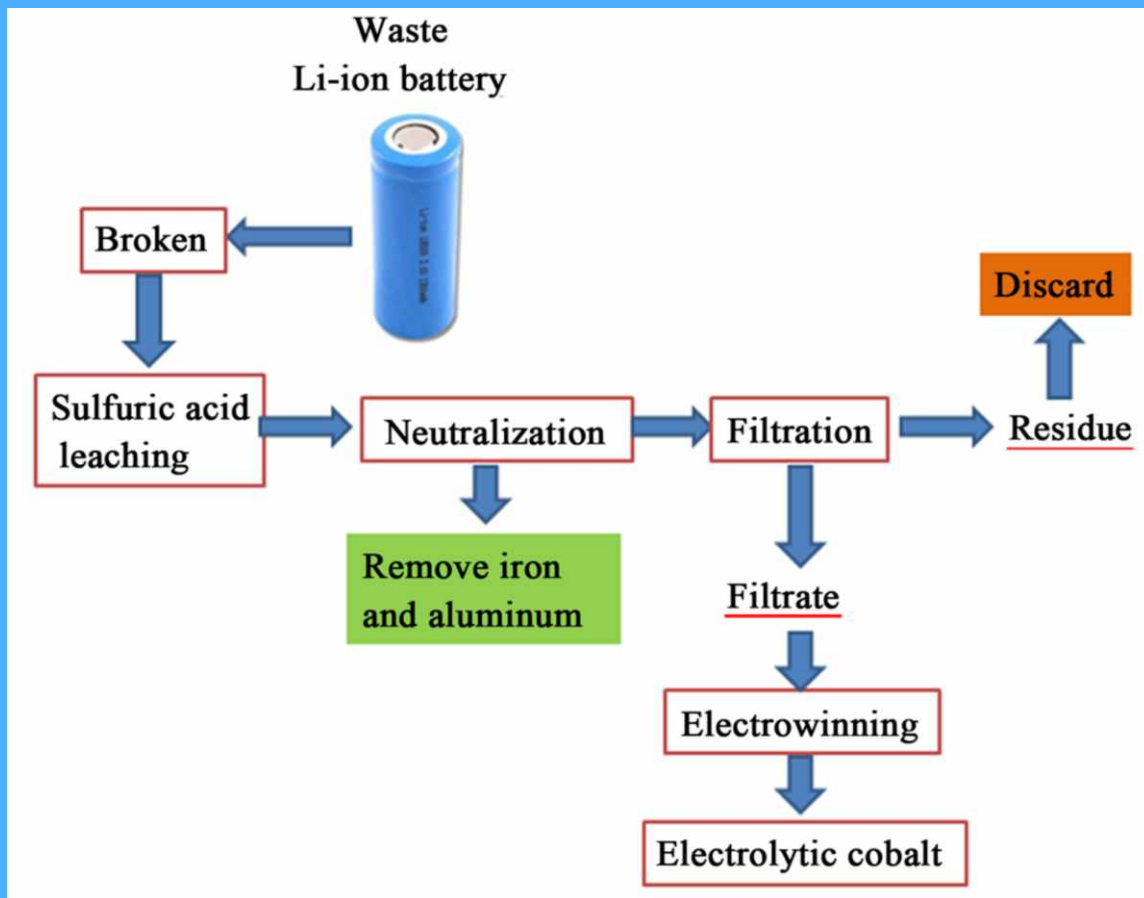 Waste
Li-ion battery
Broken
Discard
Sulfuric acid
leaching
Neutralization
Filtration
Residue
Remove iron
and aluminum
Filtrate
Electrowinning
Electrolytic cobalt